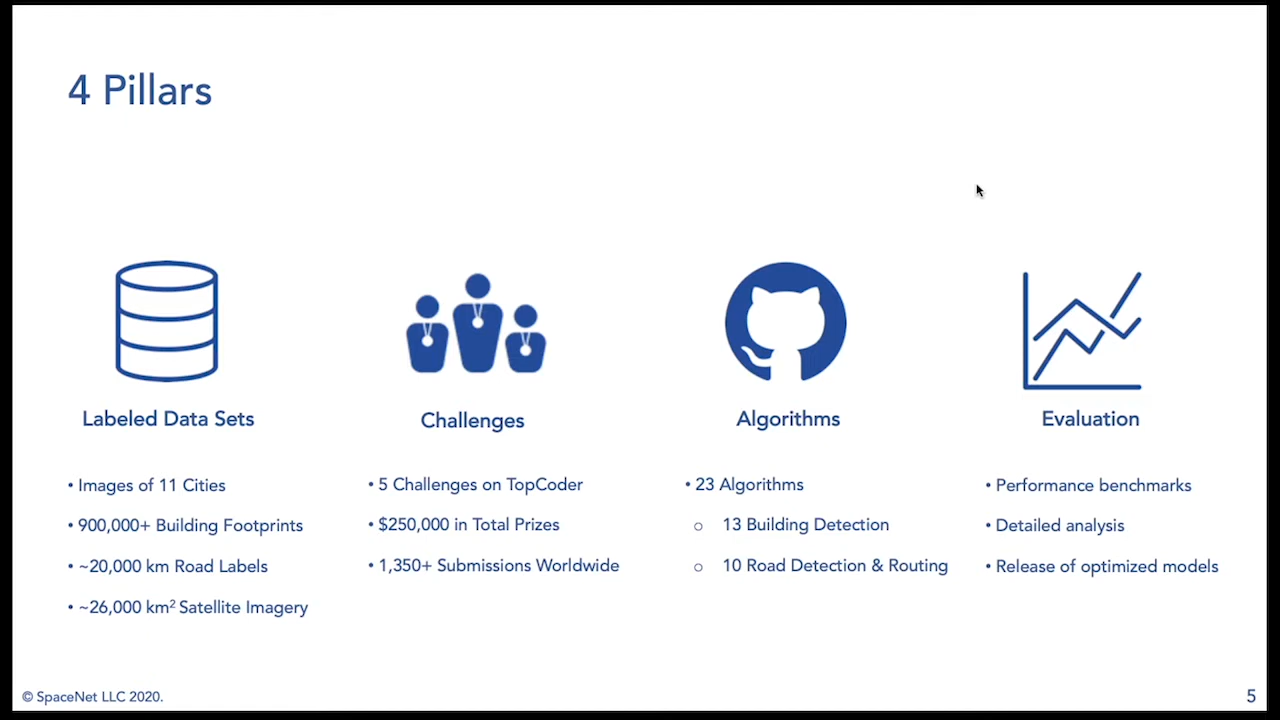 4 Pillars
Labeled Data Sets
• Images of 11 Cities
• 900,000+ Building Footprints
• ~20,000 km Road Labels
• ~26,000 km² Satellite Imagery
Challenges
• 5 Challenges on TopCoder
• $250,000 in Total Prizes
• 1,350+ Submissions Worldwide
Algorithms
• 23 Algorithms
o 13 Building Detection
o 10 Road Detection & Routing
Evaluation
• Performance benchmarks
• Detailed analysis
• Release of optimized models
© SpaceNet LLC 2020.
5